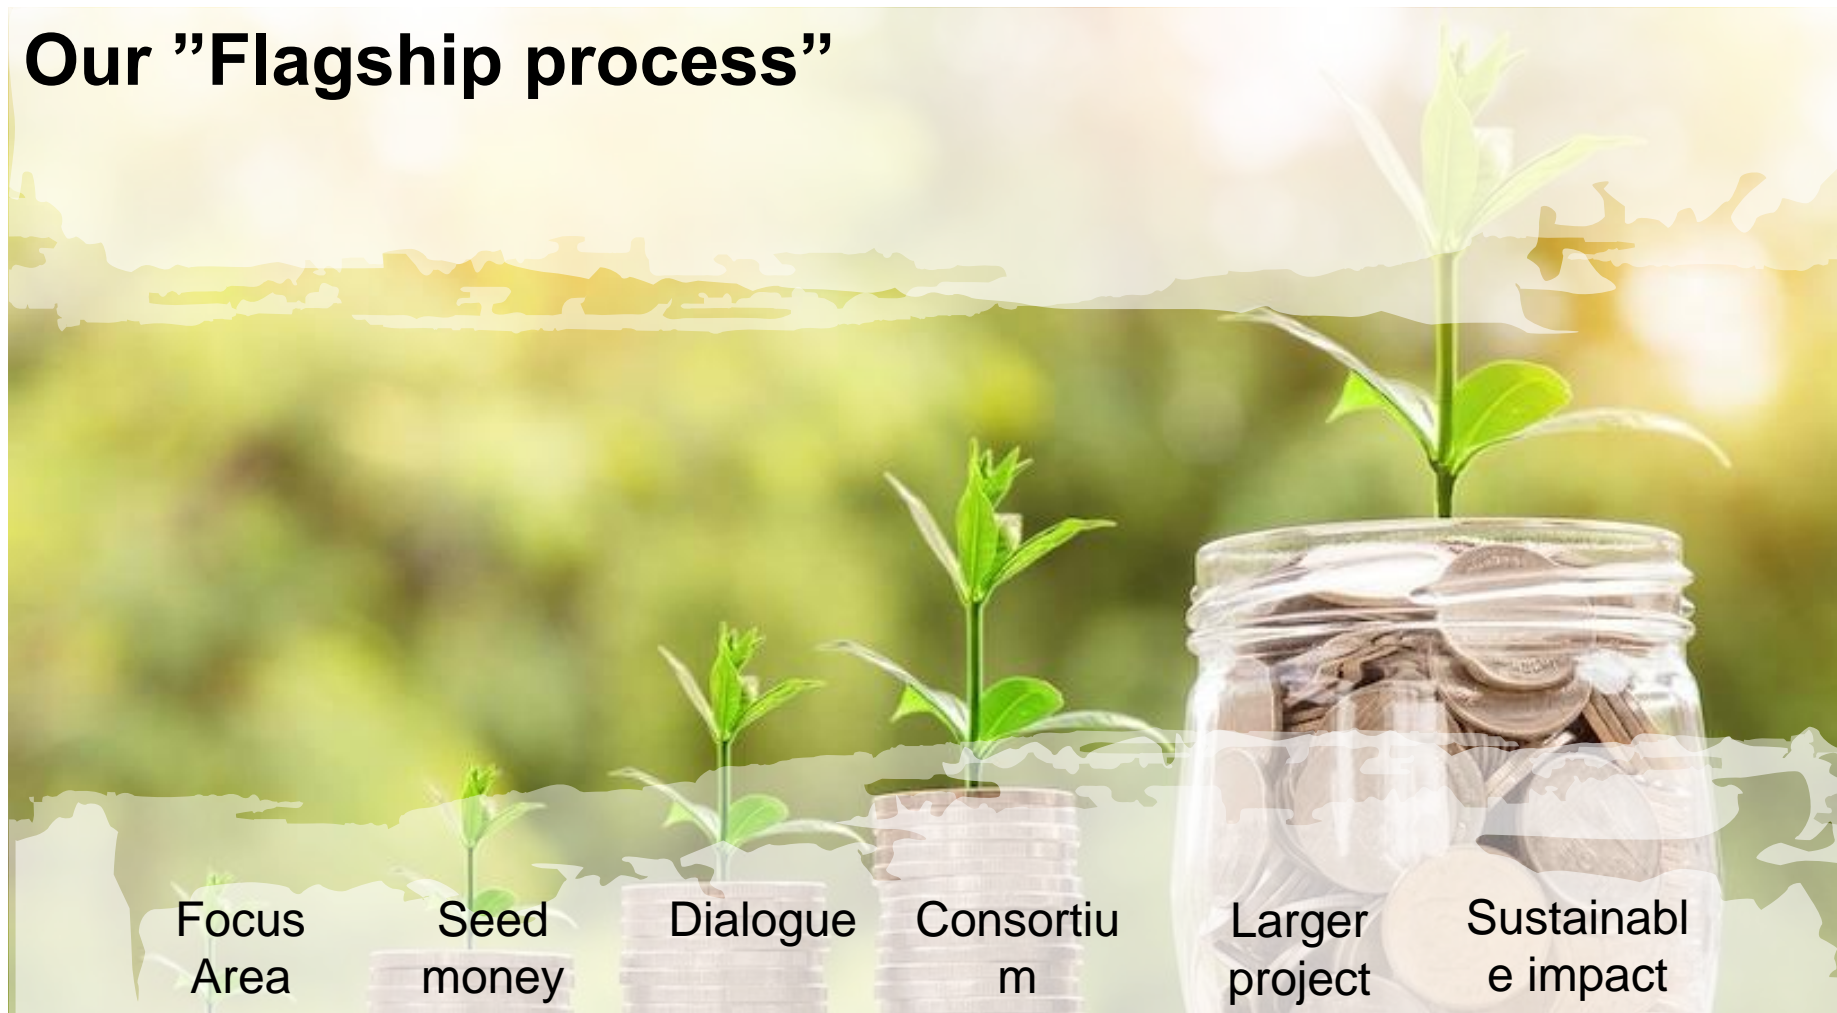 Our ”Flagship process”
Focus
Area
Seed
money
Dialogue
Consortiu
m
Larger
project
Sustainabl
e impact